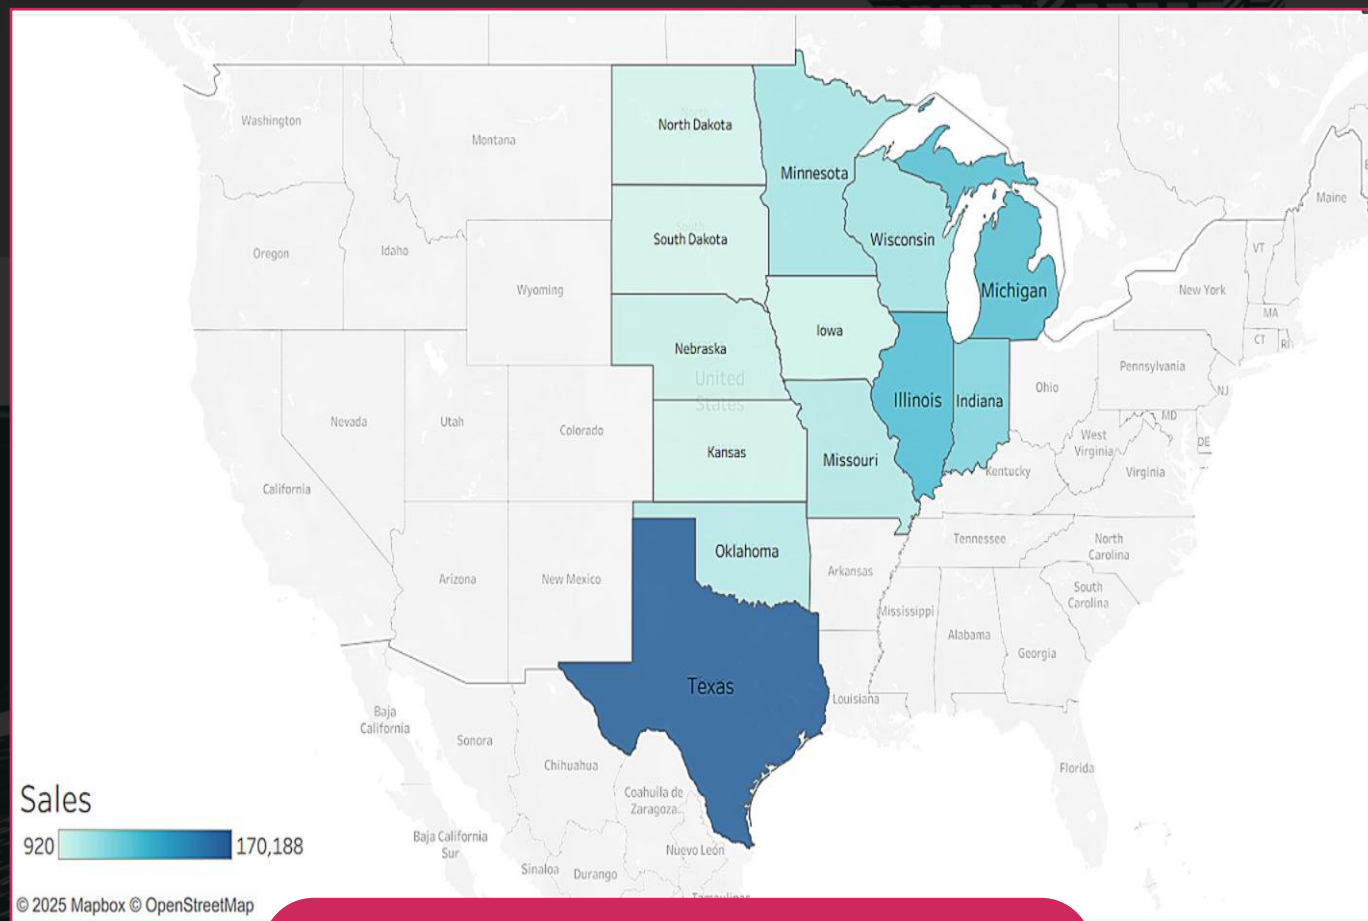 Washington
Montana
North Dakota
Minnesota
Maine
Oregon
Idaho
South Dakota
Wisconsin
VT
Wyoming
Michigan
New York
MA
CT
RI
Nebraska
Iowa
United
States
Pennsylvania
Ohio
NJ
Nevada
Utah
Colorado
Illinois
Indiana
MD
DE
West
Virginia
Virginia
Kansas
Missouri
Kentucky
California
Oklahoma
Tennessee
North
Carolina
Arizona
New Mexico
Arkansas
South
Carolina
Mississippi
Alabama
Georgia
Texas
Louisiana
Baja
California
Sonora
Chihuahua
Florida
Coahuila de
Zaragoza
Sales
920
170,188
Baja California
Sur
Nuevo León
Sinaloa
Durango
Tamaulipas
© 2025 Mapbox © OpenStreetMap